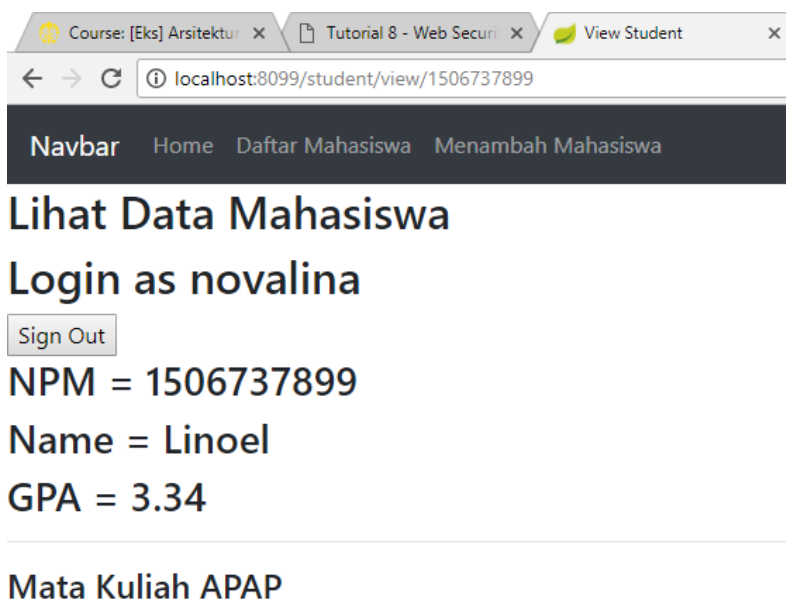 Course: [Eks] Arsitektur
Tutorial 8 - Web Securi
View Student
localhost:8099/student/view/1506737899
Navbar Home Daftar Mahasiswa Menambah Mahasiswa
Lihat Data Mahasiswa
Login as novalina
Sign Out
NPM = 1506737899
Name = Linoel
GPA = 3.34
Mata Kuliah APAP